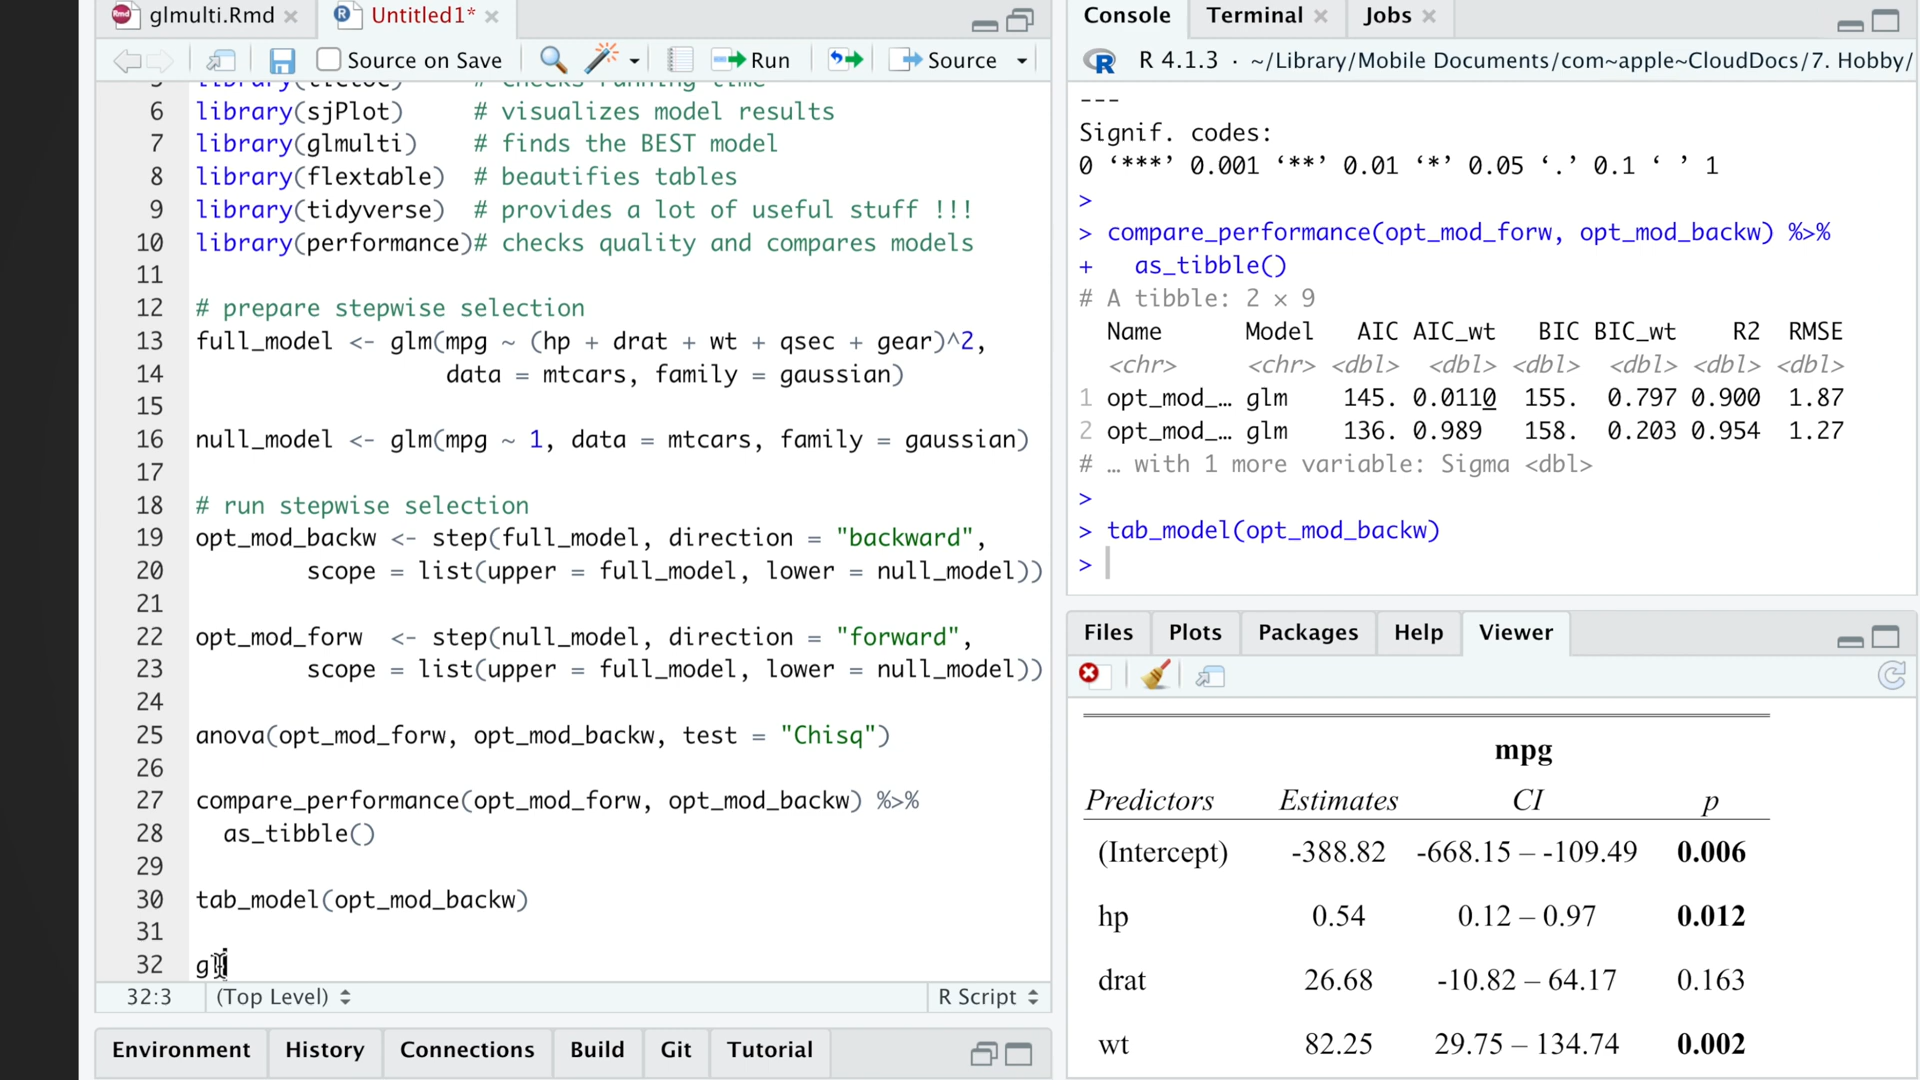 glmulti.Rmd
Untitled1*
Source on Save
Run
Source
5 library(tictoc) # checks running time
6 library(sjPlot) # visualizes model results
7 library(glmulti) # finds the BEST model
8 library(flextable) # beautifies tables
9 library(tidyverse) # provides a lot of useful stuff !!!
10 library(performance)# checks quality and compares models
11
12 # prepare stepwise selection
13 full_model <- glm(mpg ~ (hp + drat + wt + qsec + gear)^2,
14 data = mtcars, family = gaussian)
15
16 null_model <- glm(mpg ~ 1, data = mtcars, family = gaussian)
17
18 # run stepwise selection
19 opt_mod_backw <- step(full_model, direction = "backward",
20 scope = list(upper = full_model, lower = null_model))
21
22 opt_mod_forw <- step(null_model, direction = "forward",
23 scope = list(upper = full_model, lower = null_model))
24
25 anova(opt_mod_forw, opt_mod_backw, test = "Chisq")
26
27 compare_performance(opt_mod_forw, opt_mod_backw) %>%
28 as_tibble()
29
30 tab_model(opt_mod_backw)
31
32 gl
32:3 (Top Level) R Script
Environment History Connections Build Git Tutorial
Console Terminal Jobs
R 4.1.3 · ~/Library/Mobile Documents/com~apple~CloudDocs/7. Hobby/
---
Signif. codes:
0 ‘***’ 0.001 ‘**’ 0.01 ‘*’ 0.05 ‘.’ 0.1 ‘ ’ 1
>
> compare_performance(opt_mod_forw, opt_mod_backw) %>%
+ as_tibble()
# A tibble: 2 × 9
Name Model AIC AIC_wt BIC BIC_wt R2 RMSE
<chr> <chr> <dbl> <dbl> <dbl> <dbl> <dbl> <dbl>
1 opt_mod_… glm 145. 0.0110 155. 0.797 0.900 1.87
2 opt_mod_… glm 136. 0.989 158. 0.203 0.954 1.27
# … with 1 more variable: Sigma <dbl>
>
> tab_model(opt_mod_backw)
>
Files Plots Packages Help Viewer
mpg
Predictors Estimates CI p
(Intercept) -388.82 -668.15 – -109.49 0.006
hp 0.54 0.12 – 0.97 0.012
drat 26.68 -10.82 – 64.17 0.163
wt 82.25 29.75 – 134.74 0.002